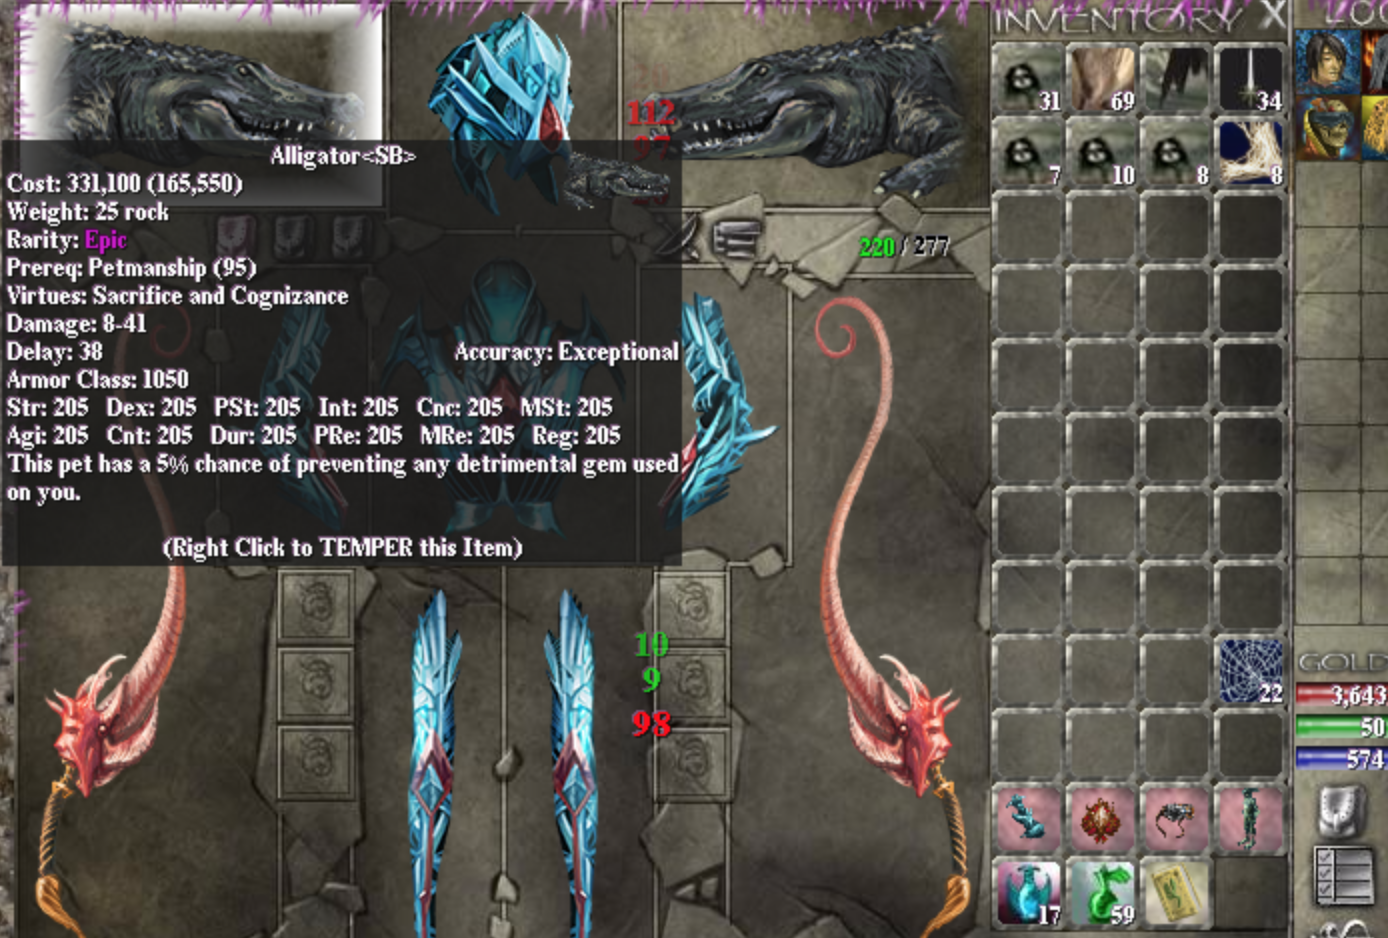 INVENTORY X
31
69
34
112
97
Alligator<SB>
Cost: 331,100 (165,550)
Weight: 25 rock
Rarity: Epic
Prereq: Petmanship (95)
Virtues: Sacrifice and Cognizance
Damage: 8-41
Delay: 38 Accuracy: Exceptional
Armor Class: 1050
Str: 205 Dex: 205 PSt: 205 Int: 205 Cnc: 205 MSt: 205
Agi: 205 Cnt: 205 Dur: 205 PRe: 205 MRe: 205 Reg: 205
This pet has a 5% chance of preventing any detrimental gem used
on you.
(Right Click to TEMPER this Item)
7
10
8
8
220 / 277
10
9
98
22
GOLD
3,643
50
574
17
59